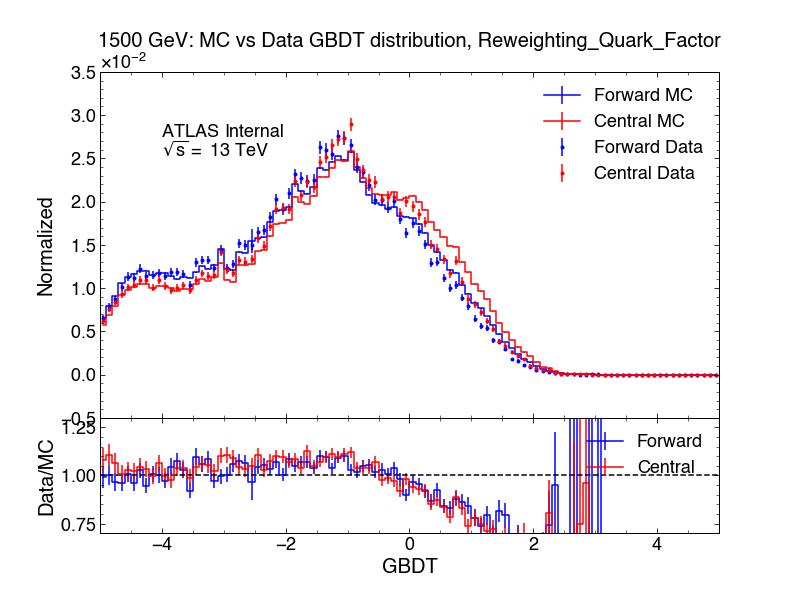 1500 GeV: MC vs Data GBDT distribution, Reweighting_Quark_Factor
×10⁻²
3.5
3.0
2.5
2.0
1.5
1.0
0.5
0.0
−0.5
Normalized
ATLAS Internal
√s = 13 TeV
Forward MC
Central MC
Forward Data
Central Data
1.25
1.00
0.75
Data/MC
Forward
Central
−4 −2 0 2 4
GBDT